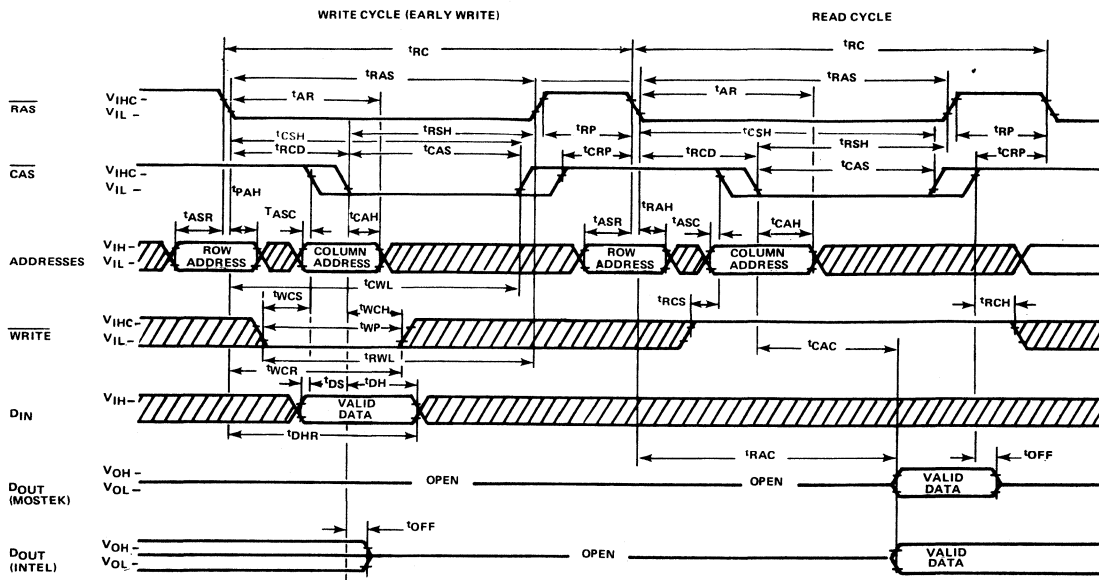 WRITE CYCLE (EARLY WRITE) READ CYCLE
tRC tRC
tRAS tRAS
RAS VIHC VIL tAR tAR
tCSH tRSH tRP tCSH tRP
tRCD tCAS tCRP tRCD tRSH tCRP
CAS VIHC VIL tCAS
tPAH
tASR TASC tCAH tASR tRAH tASC tCAH
ADDRESSES VIH VIL ROW ADDRESS COLUMN ADDRESS ROW ADDRESS COLUMN ADDRESS
tCWL
tWCS tWCH tRCS tRCH
WRITE VIHC VIL tWP
tRWL tCAC
tWCR
tDS tDH
DIN VIH VALID DATA
tDHR
tRAC tOFF
DOUT (MOSTEK) VOH VOL OPEN OPEN VALID DATA
tOFF
DOUT (INTEL) VOH VOL OPEN VALID DATA